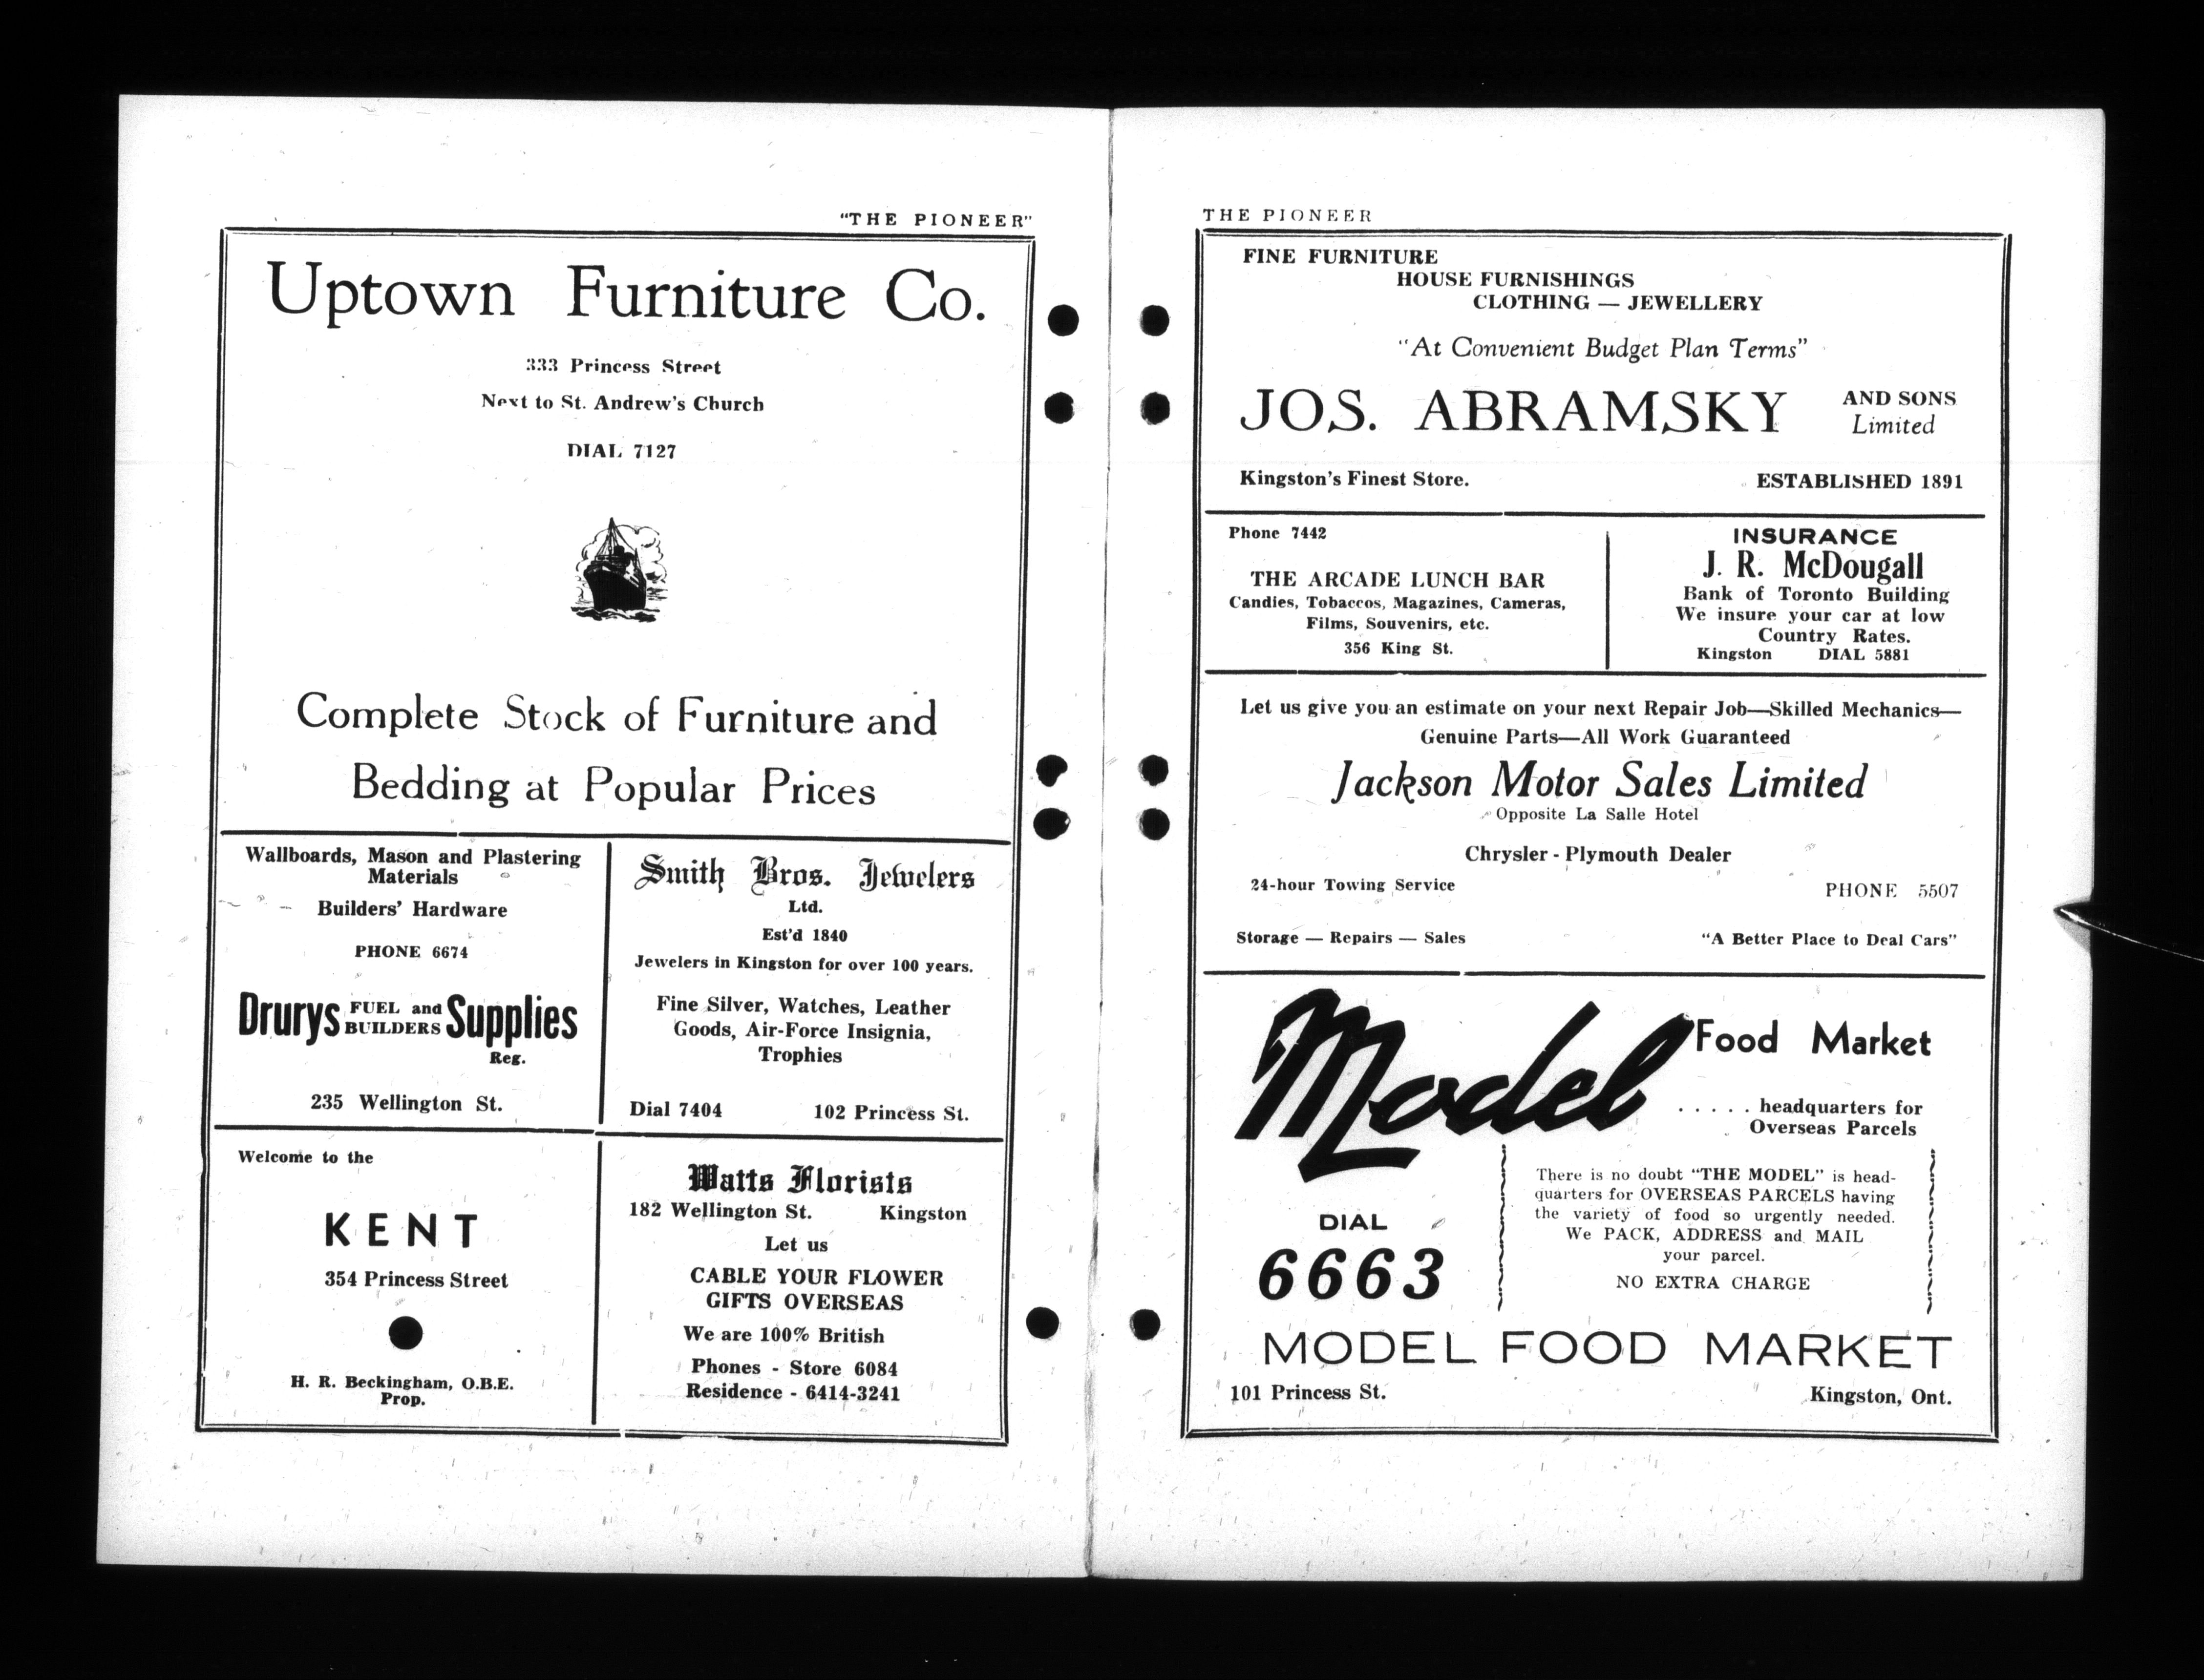 "THE PIONEER"
Uptown Furniture Co.
333 Princess Street
Next to St. Andrew's Church
DIAL 7127
Complete Stock of Furniture and
Bedding at Popular Prices
Wallboards, Mason and Plastering
Materials
Builders' Hardware
PHONE 6674
Drurys FUEL and BUILDERS Supplies
Reg.
235 Wellington St.
Smith Bros. Jewelers
Ltd.
Est'd 1840
Jewelers in Kingston for over 100 years.
Fine Silver, Watches, Leather
Goods, Air-Force Insignia,
Trophies
Dial 7404 102 Princess St.
Welcome to the
KENT
354 Princess Street
H. R. Beckingham, O.B.E.
Prop.
Watts Florists
182 Wellington St. Kingston
Let us
CABLE YOUR FLOWER
GIFTS OVERSEAS
We are 100% British
Phones - Store 6084
Residence - 6414-3241
THE PIONEER
FINE FURNITURE
HOUSE FURNISHINGS
CLOTHING — JEWELLERY
"At Convenient Budget Plan Terms"
JOS. ABRAMSKY AND SONS
Limited
Kingston's Finest Store. ESTABLISHED 1891
Phone 7442
THE ARCADE LUNCH BAR
Candies, Tobaccos, Magazines, Cameras,
Films, Souvenirs, etc.
356 King St.
INSURANCE
J. R. McDougall
Bank of Toronto Building
We insure your car at low
Country Rates.
Kingston DIAL 5881
Let us give you an estimate on your next Repair Job—Skilled Mechanics—
Genuine Parts—All Work Guaranteed
Jackson Motor Sales Limited
Opposite La Salle Hotel
Chrysler - Plymouth Dealer
24-hour Towing Service PHONE 5507
Storage — Repairs — Sales "A Better Place to Deal Cars"
Model Food Market
. . . . . headquarters for
Overseas Parcels
There is no doubt "THE MODEL" is head-
quarters for OVERSEAS PARCELS having
the variety of food so urgently needed.
We PACK, ADDRESS and MAIL
your parcel.
NO EXTRA CHARGE
DIAL
6663
MODEL FOOD MARKET
101 Princess St. Kingston, Ont.